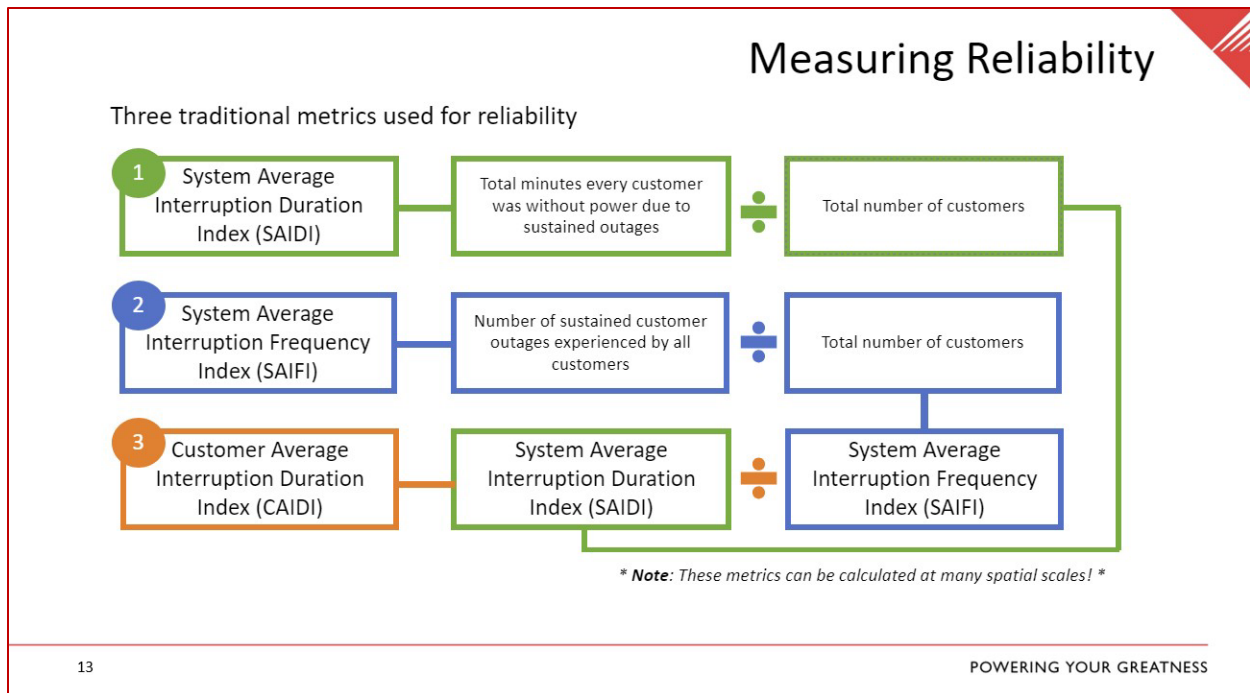 Measuring Reliability
Three traditional metrics used for reliability
1
System Average
Interruption Duration
Index (SAIDI)
Total minutes every customer
was without power due to
sustained outages
÷
Total number of customers
2
System Average
Interruption Frequency
Index (SAIFI)
Number of sustained customer
outages experienced by all
customers
÷
Total number of customers
3
Customer Average
Interruption Duration
Index (CAIDI)
System Average
Interruption Duration
Index (SAIDI)
÷
System Average
Interruption Frequency
Index (SAIFI)
* Note: These metrics can be calculated at many spatial scales! *
13
POWERING YOUR GREATNESS